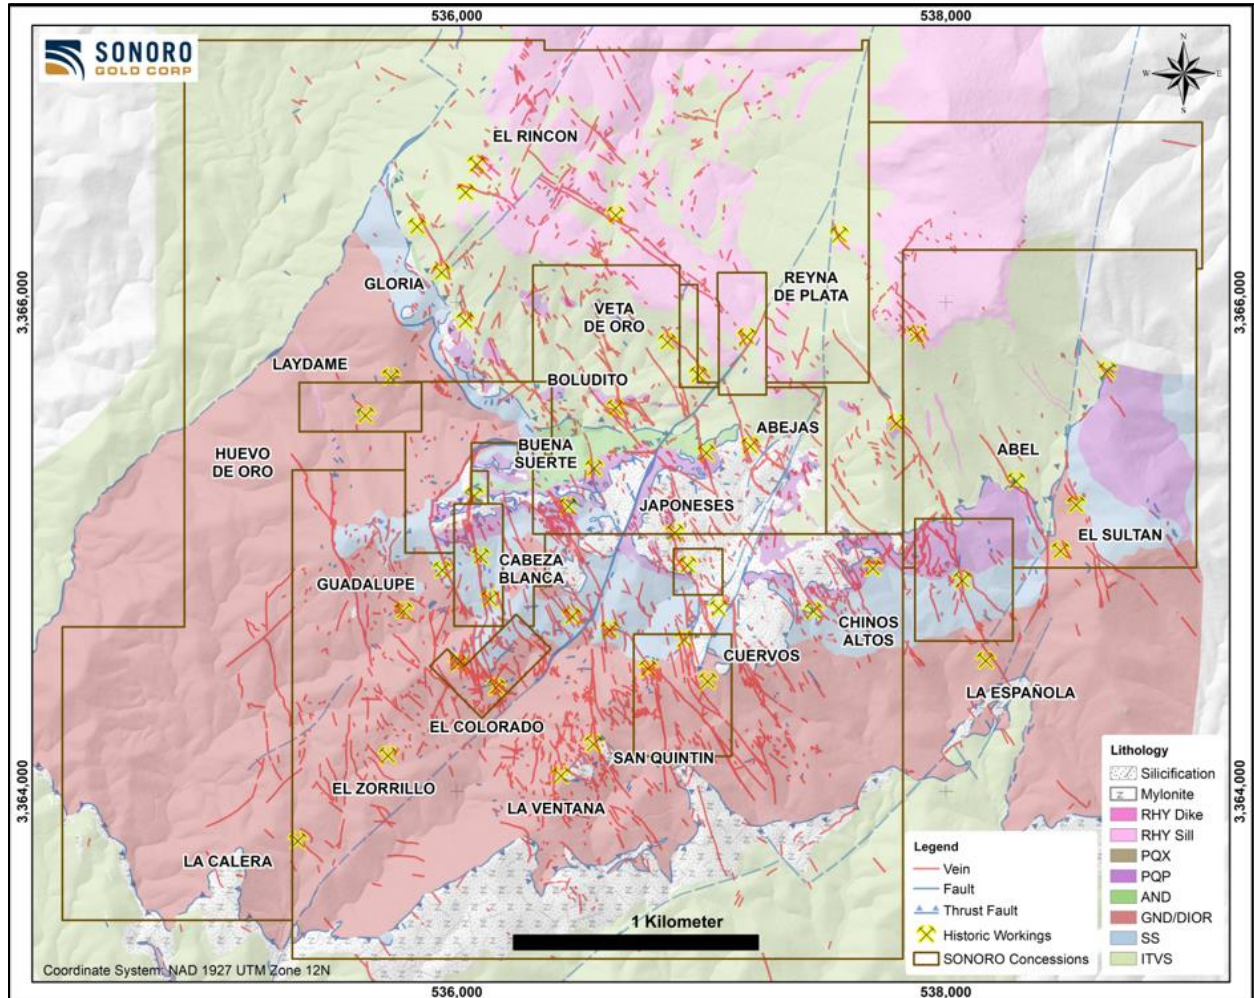 536,000
538,000
SONORO
GOLD CORP
N
W
E
S
EL RINCON
GLORIA
REYNA
DE PLATA
VETA
DE ORO
3,366,000
3,366,000
LAYDAME
BOLUDITO
ABEJAS
HUEVO
DE ORO
BUENA
SUERTE
ABEL
JAPONESES
EL SULTAN
CABEZA
BLANCA
GUADALUPE
CHINOS
ALTOS
CUERVOS
LA ESPAÑOLA
EL COLORADO
SAN QUINTIN
EL ZORRILLO
LA VENTANA
3,364,000
3,364,000
LA CALERA
Lithology
Silicification
Z
Mylonite
RHY Dike
RHY Sill
PQX
PQP
AND
GND/DIOR
SS
ITVS
Legend
Vein
Fault
Thrust Fault
Historic Workings
SONORO Concessions
1 Kilometer
Coordinate System: NAD 1927 UTM Zone 12N
536,000
538,000